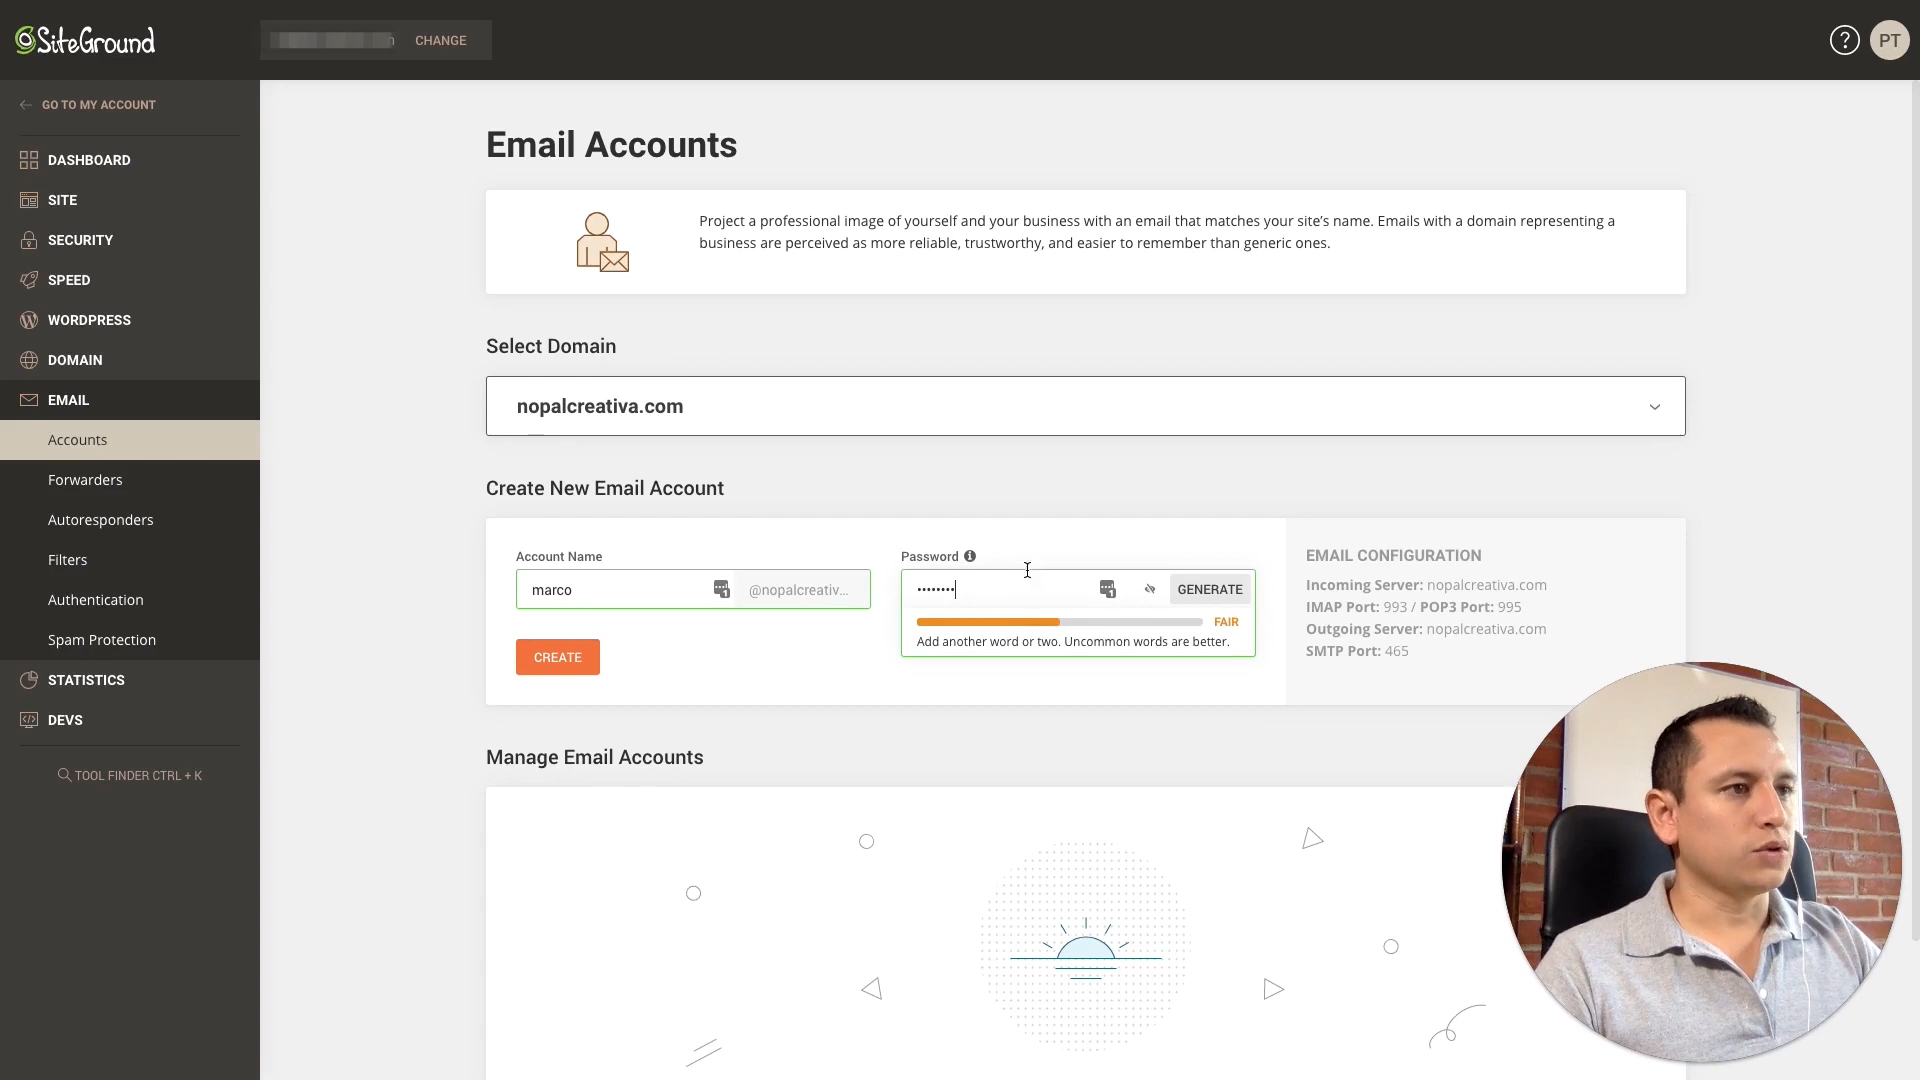 SiteGround
CHANGE
?
PT
GO TO MY ACCOUNT
DASHBOARD
SITE
SECURITY
SPEED
WORDPRESS
DOMAIN
EMAIL
Accounts
Forwarders
Autoresponders
Filters
Authentication
Spam Protection
STATISTICS
DEVS
TOOL FINDER CTRL + K
Email Accounts
Project a professional image of yourself and your business with an email that matches your site’s name. Emails with a domain representing a
business are perceived as more reliable, trustworthy, and easier to remember than generic ones.
Select Domain
nopalcreativa.com
Create New Email Account
Account Name
marco
@nopalcreativ...
CREATE
Password
••••••••
GENERATE
FAIR
Add another word or two. Uncommon words are better.
EMAIL CONFIGURATION
Incoming Server: nopalcreativa.com
IMAP Port: 993 / POP3 Port: 995
Outgoing Server: nopalcreativa.com
SMTP Port: 465
Manage Email Accounts